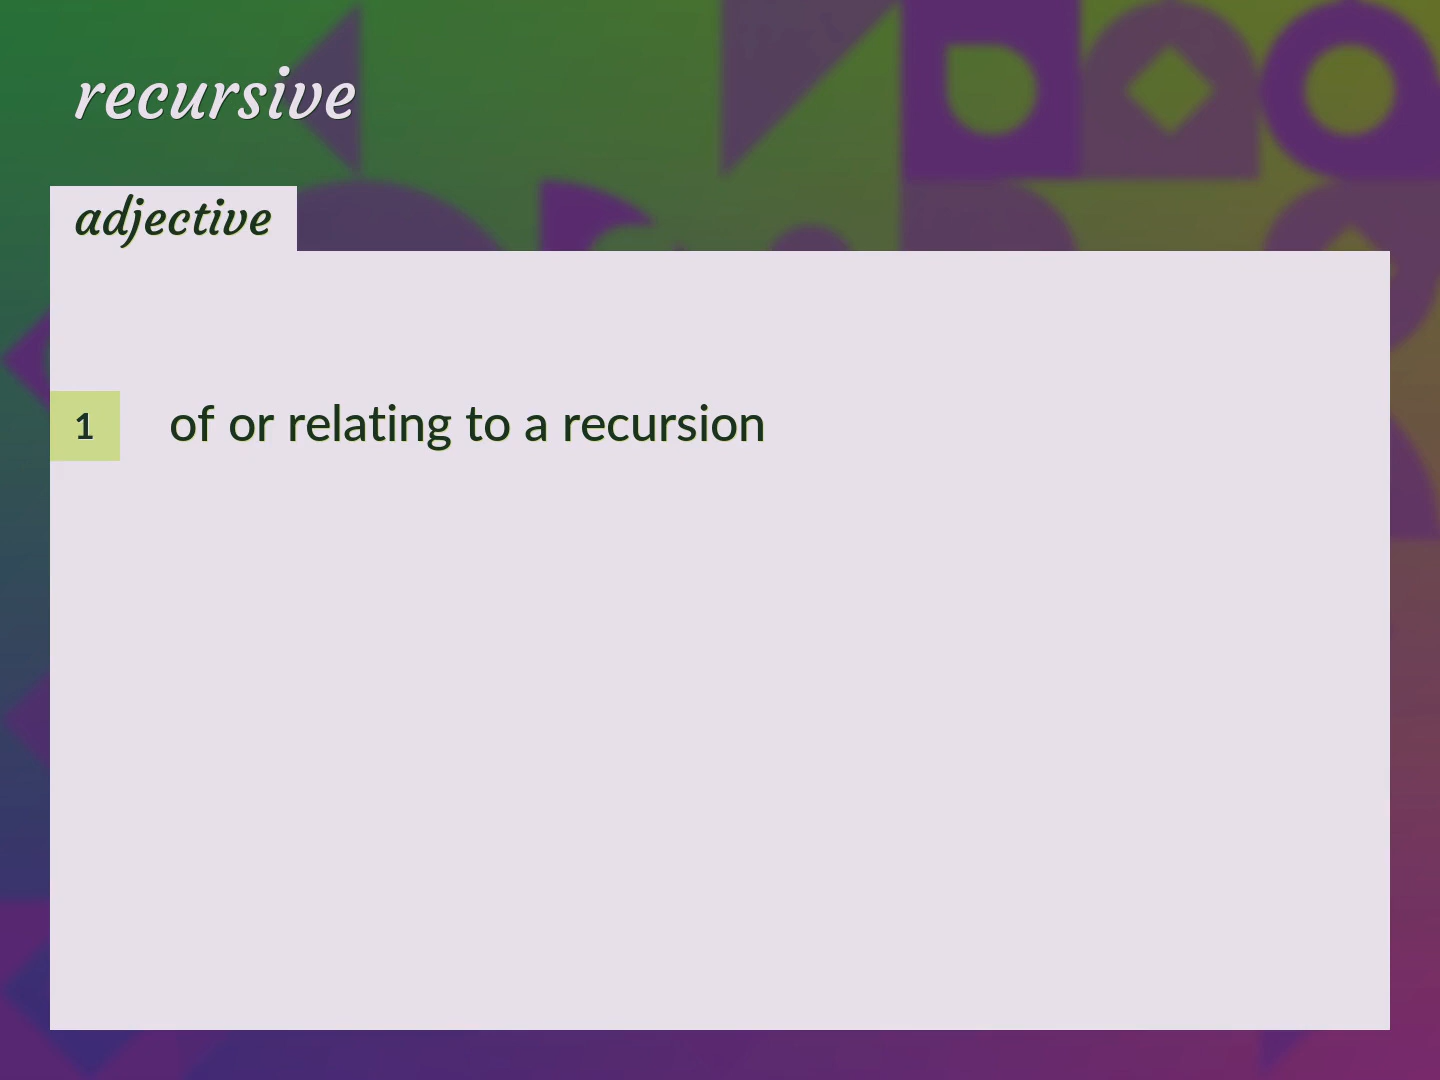 recursive
adjective
1 of or relating to a recursion